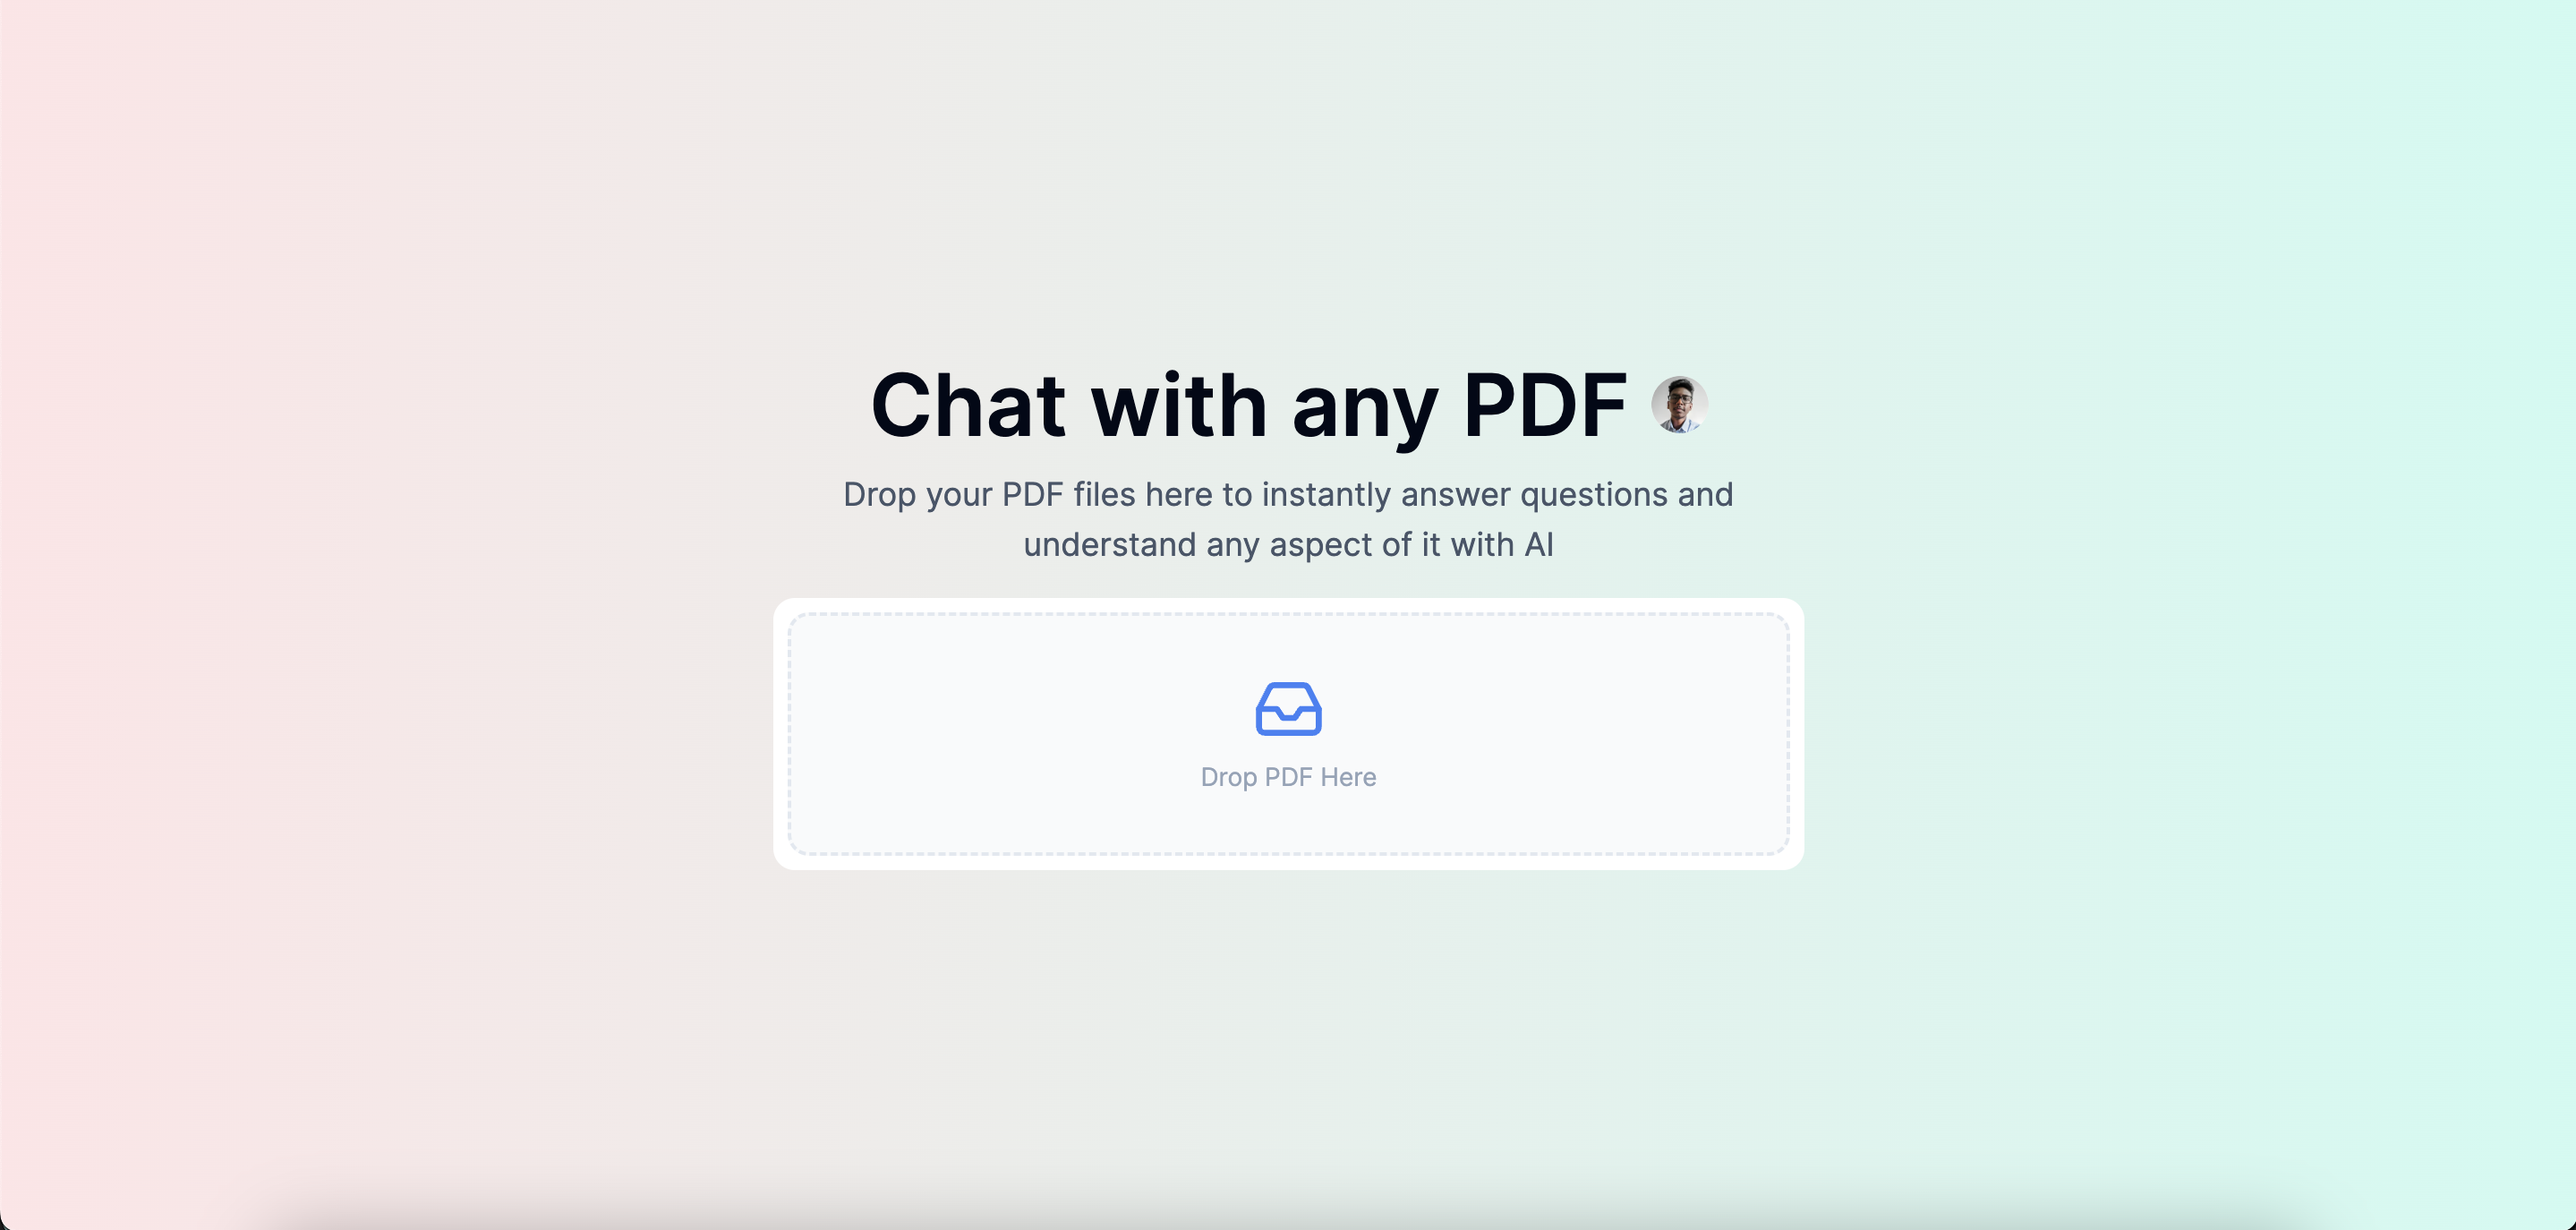 Chat with any PDF
Drop your PDF files here to instantly answer questions and
understand any aspect of it with AI
Drop PDF Here